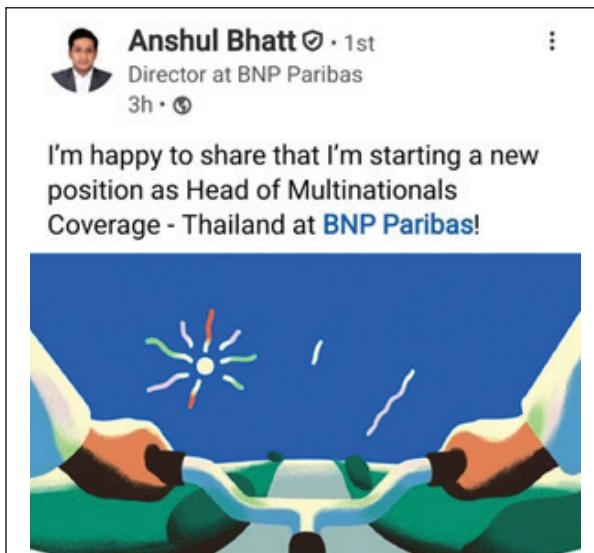 Anshul Bhatt · 1st
Director at BNP Paribas
3h •
I'm happy to share that I'm starting a new
position as Head of Multinationals
Coverage - Thailand at BNP Paribas!